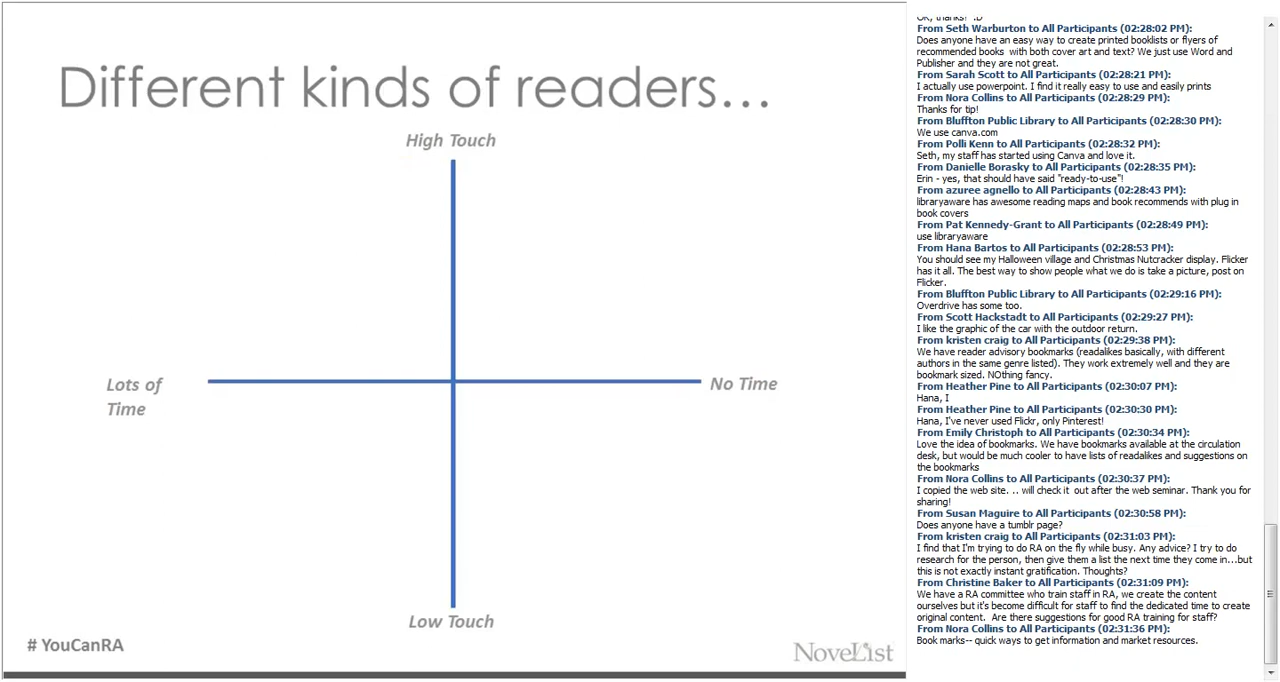 Different kinds of readers...
High Touch
Lots of
Time
No Time
Low Touch
# YouCanRA
NoveList
OK, thanks! :D
From Seth Warburton to All Participants (02:28:02 PM):
Does anyone have an easy way to create printed booklists or flyers of
recommended books with both cover art and text? We just use Word and
Publisher and they are not great.
From Sarah Scott to All Participants (02:28:21 PM):
I actually use powerpoint. I find it really easy to use and easily prints
From Nora Collins to All Participants (02:28:29 PM):
Thanks for tip!
From Bluffton Public Library to All Participants (02:28:30 PM):
We use canva.com
From Polli Kenn to All Participants (02:28:32 PM):
Seth, my staff has started using Canva and love it.
From Danielle Borasky to All Participants (02:28:35 PM):
Erin - yes, that should have said "ready-to-use"!
From azuree agnello to All Participants (02:28:43 PM):
libraryaware has awesome reading maps and book recommends with plug in
book covers
From Pat Kennedy-Grant to All Participants (02:28:49 PM):
use libraryaware
From Hana Bartos to All Participants (02:28:53 PM):
You should see my Halloween village and Christmas Nutcracker display. Flicker
has it all. The best way to show people what we do is take a picture, post on
Flicker.
From Bluffton Public Library to All Participants (02:29:16 PM):
Overdrive has some too.
From Scott Hackstadt to All Participants (02:29:27 PM):
I like the graphic of the car with the outdoor return.
From kristen craig to All Participants (02:29:38 PM):
We have reader advisory bookmarks (readalikes basically, with different
authors in the same genre listed). They work extremely well and they are
bookmark sized. NOthing fancy.
From Heather Pine to All Participants (02:30:07 PM):
Hana, I
From Heather Pine to All Participants (02:30:30 PM):
Hana, I've never used Flickr, only Pinterest!
From Emily Christoph to All Participants (02:30:34 PM):
Love the idea of bookmarks. We have bookmarks available at the circulation
desk, but would be much cooler to have lists of readalikes and suggestions on
the bookmarks
From Nora Collins to All Participants (02:30:37 PM):
I copied the web site. .. will check it out after the web seminar. Thank you for
sharing!
From Susan Maguire to All Participants (02:30:58 PM):
Does anyone have a tumblr page?
From kristen craig to All Participants (02:31:03 PM):
I find that I'm trying to do RA on the fly while busy. Any advice? I try to do
research for the person, then give them a list the next time they come in...but
this is not exactly instant gratification. Thoughts?
From Christine Baker to All Participants (02:31:09 PM):
We have a RA committee who train staff in RA, we create the content
ourselves but it's become difficult for staff to find the dedicated time to create
original content. Are there suggestions for good RA training for staff?
From Nora Collins to All Participants (02:31:36 PM):
Book marks-- quick ways to get information and market resources.